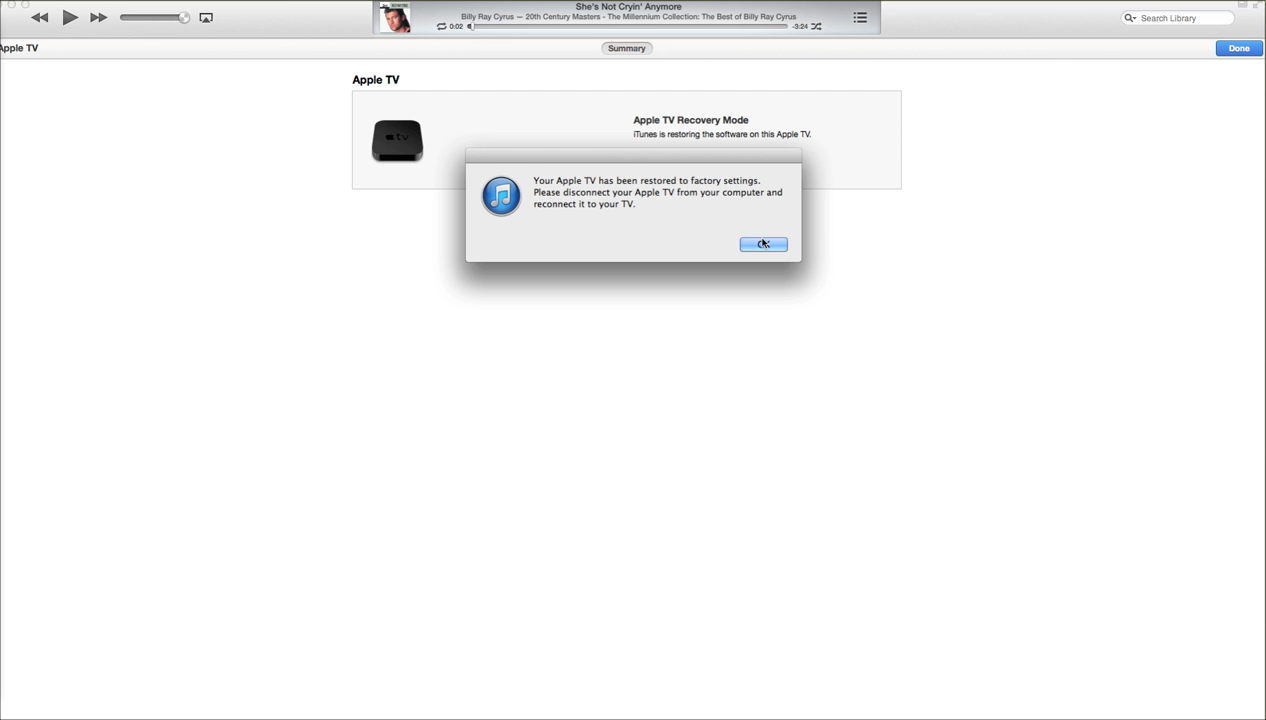 She's Not Cryin' Anymore
Billy Ray Cyrus — 20th Century Masters - The Millennium Collection: The Best of Billy Ray Cyrus
0:02
-3:24
Search Library
Apple TV
Summary
Done
Apple TV
tv
Apple TV Recovery Mode
iTunes is restoring the software on this Apple TV.
Your Apple TV has been restored to factory settings.
Please disconnect your Apple TV from your computer and
reconnect it to your TV.